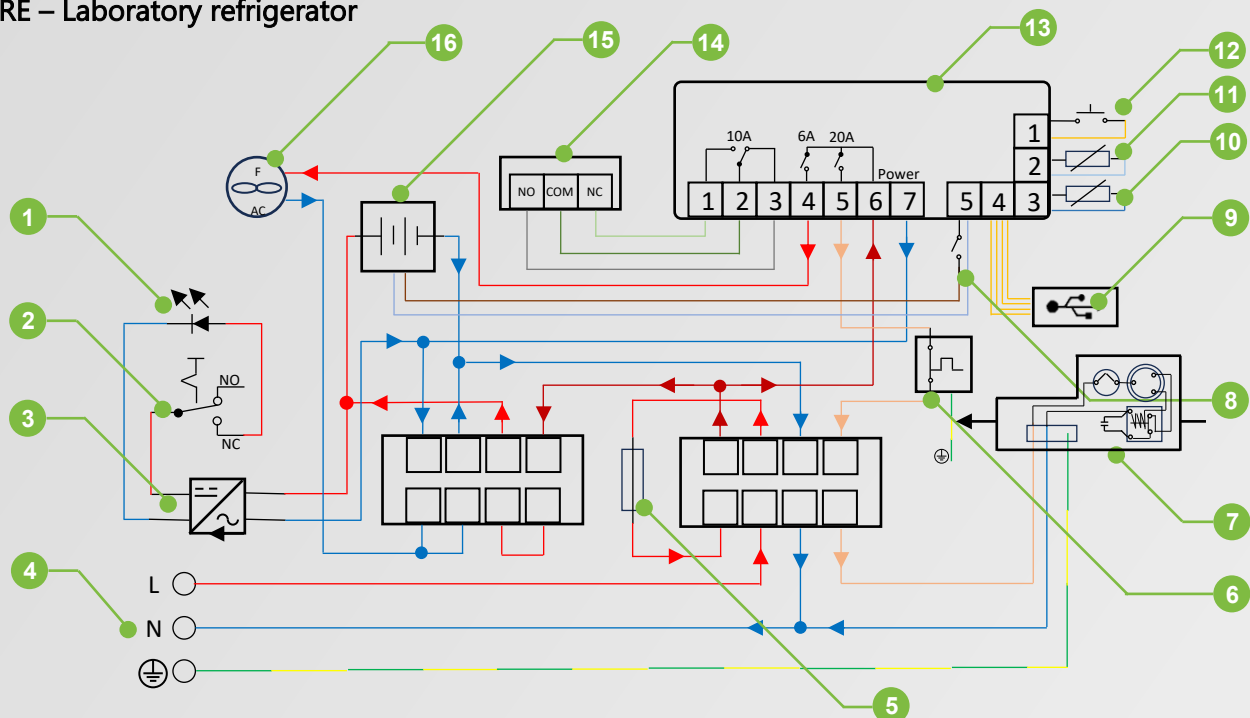 RE – Laboratory refrigerator
16
15
14
13
12
11
10
9
1
2
3
4
8
7
6
5
F
AC
NO COM NC
10A 6A 20A
Power
1 2 3 4 5 6 7 5 4 3
1
2
NO
NC
L
N